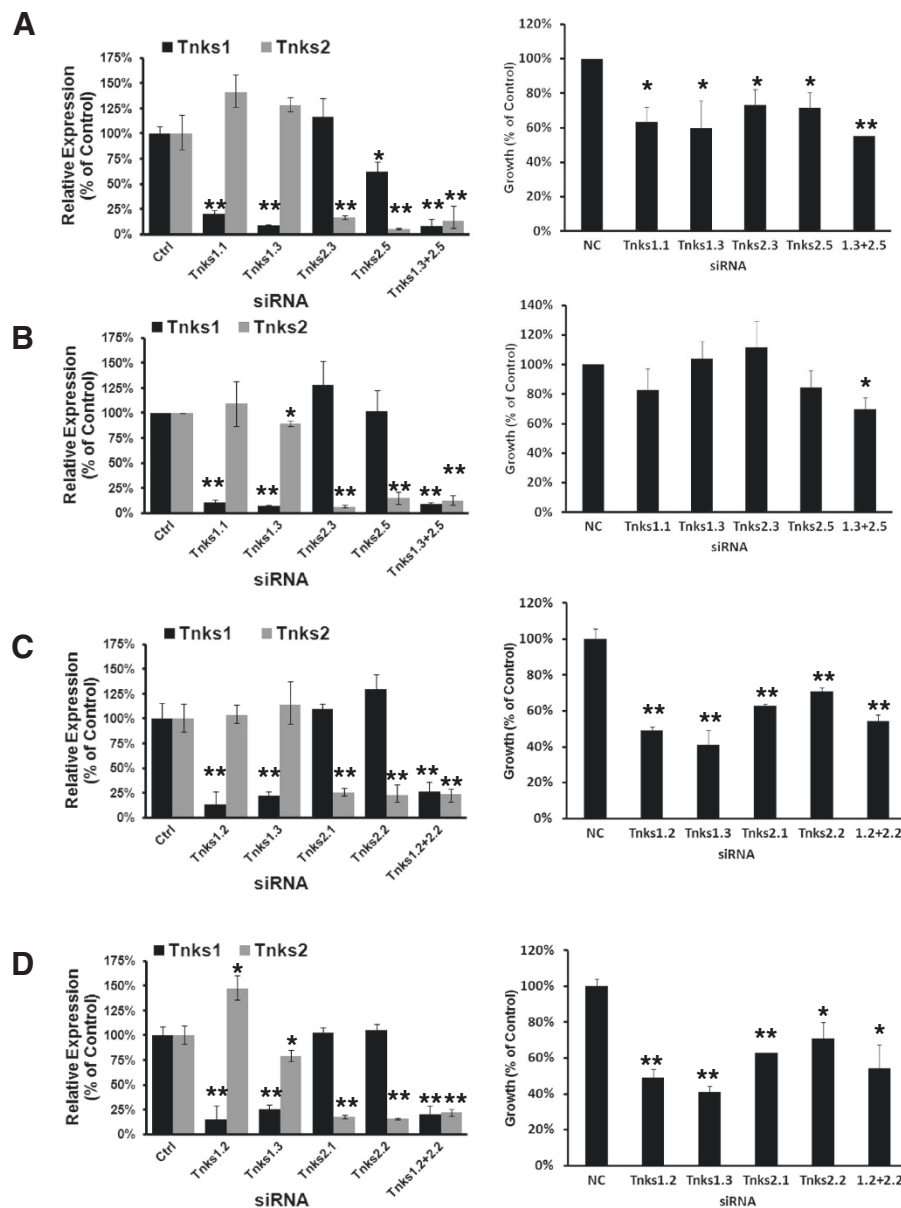 A
Tnks1 Tnks2
Relative Expression
(% of Control)
175%
150%
125%
100%
75%
50%
25%
0%
** ** * ** ** ** **
Ctrl Tnks1.1 Tnks1.3 Tnks2.3 Tnks2.5 Tnks1.3+2.5
siRNA
Growth (% of Control)
120%
100%
80%
60%
40%
20%
0%
* * * * **
NC Tnks1.1 Tnks1.3 Tnks2.3 Tnks2.5 1.3+2.5
siRNA
B
Tnks1 Tnks2
Relative Expression
(% of Control)
175%
150%
125%
100%
75%
50%
25%
0%
** ** * ** ** ** **
Ctrl Tnks1.1 Tnks1.3 Tnks2.3 Tnks2.5 Tnks1.3+2.5
siRNA
Growth (% of Control)
140%
120%
100%
80%
60%
40%
20%
0%
*
NC Tnks1.1 Tnks1.3 Tnks2.3 Tnks2.5 1.3+2.5
siRNA
C
Tnks1 Tnks2
Relative Expression
(% of Control)
175%
150%
125%
100%
75%
50%
25%
0%
** ** ** ** ** **
Ctrl Tnks1.2 Tnks1.3 Tnks2.1 Tnks2.2 Tnks1.2+2.2
siRNA
Growth (% of Control)
120%
100%
80%
60%
40%
20%
0%
** ** ** ** **
NC Tnks1.2 Tnks1.3 Tnks2.1 Tnks2.2 1.2+2.2
siRNA
D
Tnks1 Tnks2
Relative Expression
(% of Control)
175%
150%
125%
100%
75%
50%
25%
0%
** * ** * ** ** ****
Ctrl Tnks1.2 Tnks1.3 Tnks2.1 Tnks2.2 Tnks1.2+2.2
siRNA
Growth (% of Control)
120%
100%
80%
60%
40%
20%
0%
** ** ** * *
NC Tnks1.2 Tnks1.3 Tnks2.1 Tnks2.2 1.2+2.2
siRNA